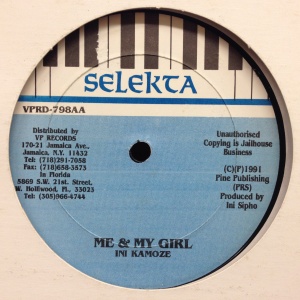 SELEKTA
VPRD-798AA
Distributed by
VP RECORDS
170-21 Jamaica Ave.,
Jamaica, N.Y. 11432
Tel: (718)291-7058
Fax: (718)658-3573
In Florida
5869 S.W. 21st. Street,
W. Hollwood, FL. 33023
Tel: (305)966-4744
Unauthorised
Copying is Jailhouse
Business
(C)(P)1991
Pine Publishing
(PRS)
Produced by
Ini Sipho
ME & MY GIRL
INI KAMOZE